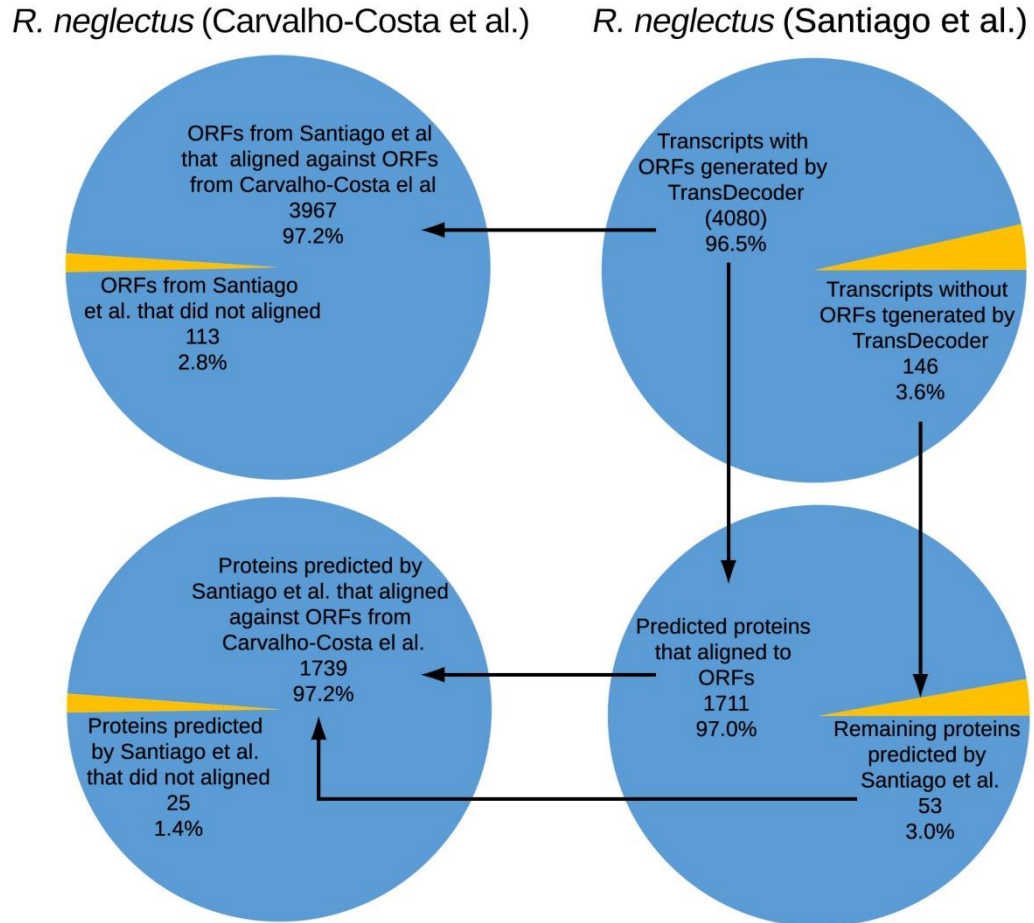 R. neglectus (Carvalho-Costa et al.)
R. neglectus (Santiago et al.)
ORFs from Santiago et al
that aligned against ORFs
from Carvalho-Costa el al
3967
97.2%
ORFs from Santiago
et al. that did not aligned
113
2.8%
Transcripts with
ORFs generated by
TransDecoder
(4080)
96.5%
Transcripts without
ORFs tgenerated by
TransDecoder
146
3.6%
Proteins predicted by
Santiago et al. that aligned
against ORFs from
Carvalho-Costa el al.
1739
97.2%
Proteins predicted
by Santiago et al.
that did not aligned
25
1.4%
Predicted proteins
that aligned to
ORFs
1711
97.0%
Remaining proteins
predicted by
Santiago et al.
53
3.0%